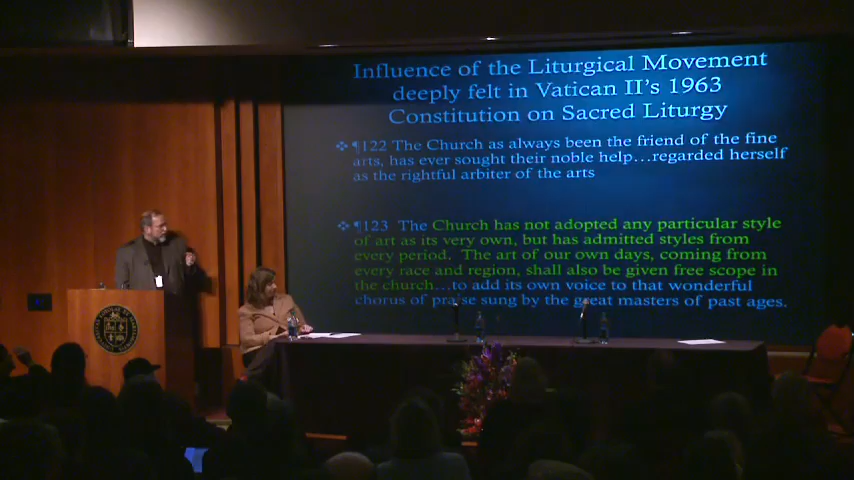 Influence of the Liturgical Movement
deeply felt in Vatican II's 1963
Constitution on Sacred Liturgy
❖ ¶122 The Church as always been the friend of the fine
arts, has ever sought their noble help…regarded herself
as the rightful arbiter of the arts
❖ ¶123 The Church has not adopted any particular style
of art as its very own, but has admitted styles from
every period. The art of our own days, coming from
every race and region, shall also be given free scope in
the church…to add its own voice to that wonderful
chorus of praise sung by the great masters of past ages.